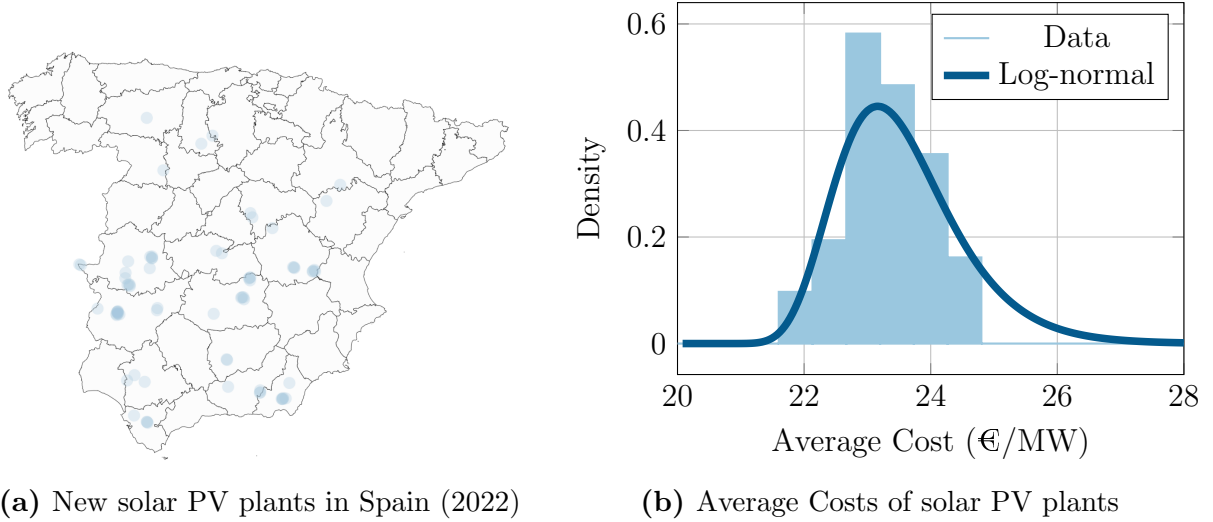 0.6
0.4
0.2
0
Density
Data
Log-normal
20 22 24 26 28
Average Cost (€/MW)
(a) New solar PV plants in Spain (2022)
(b) Average Costs of solar PV plants